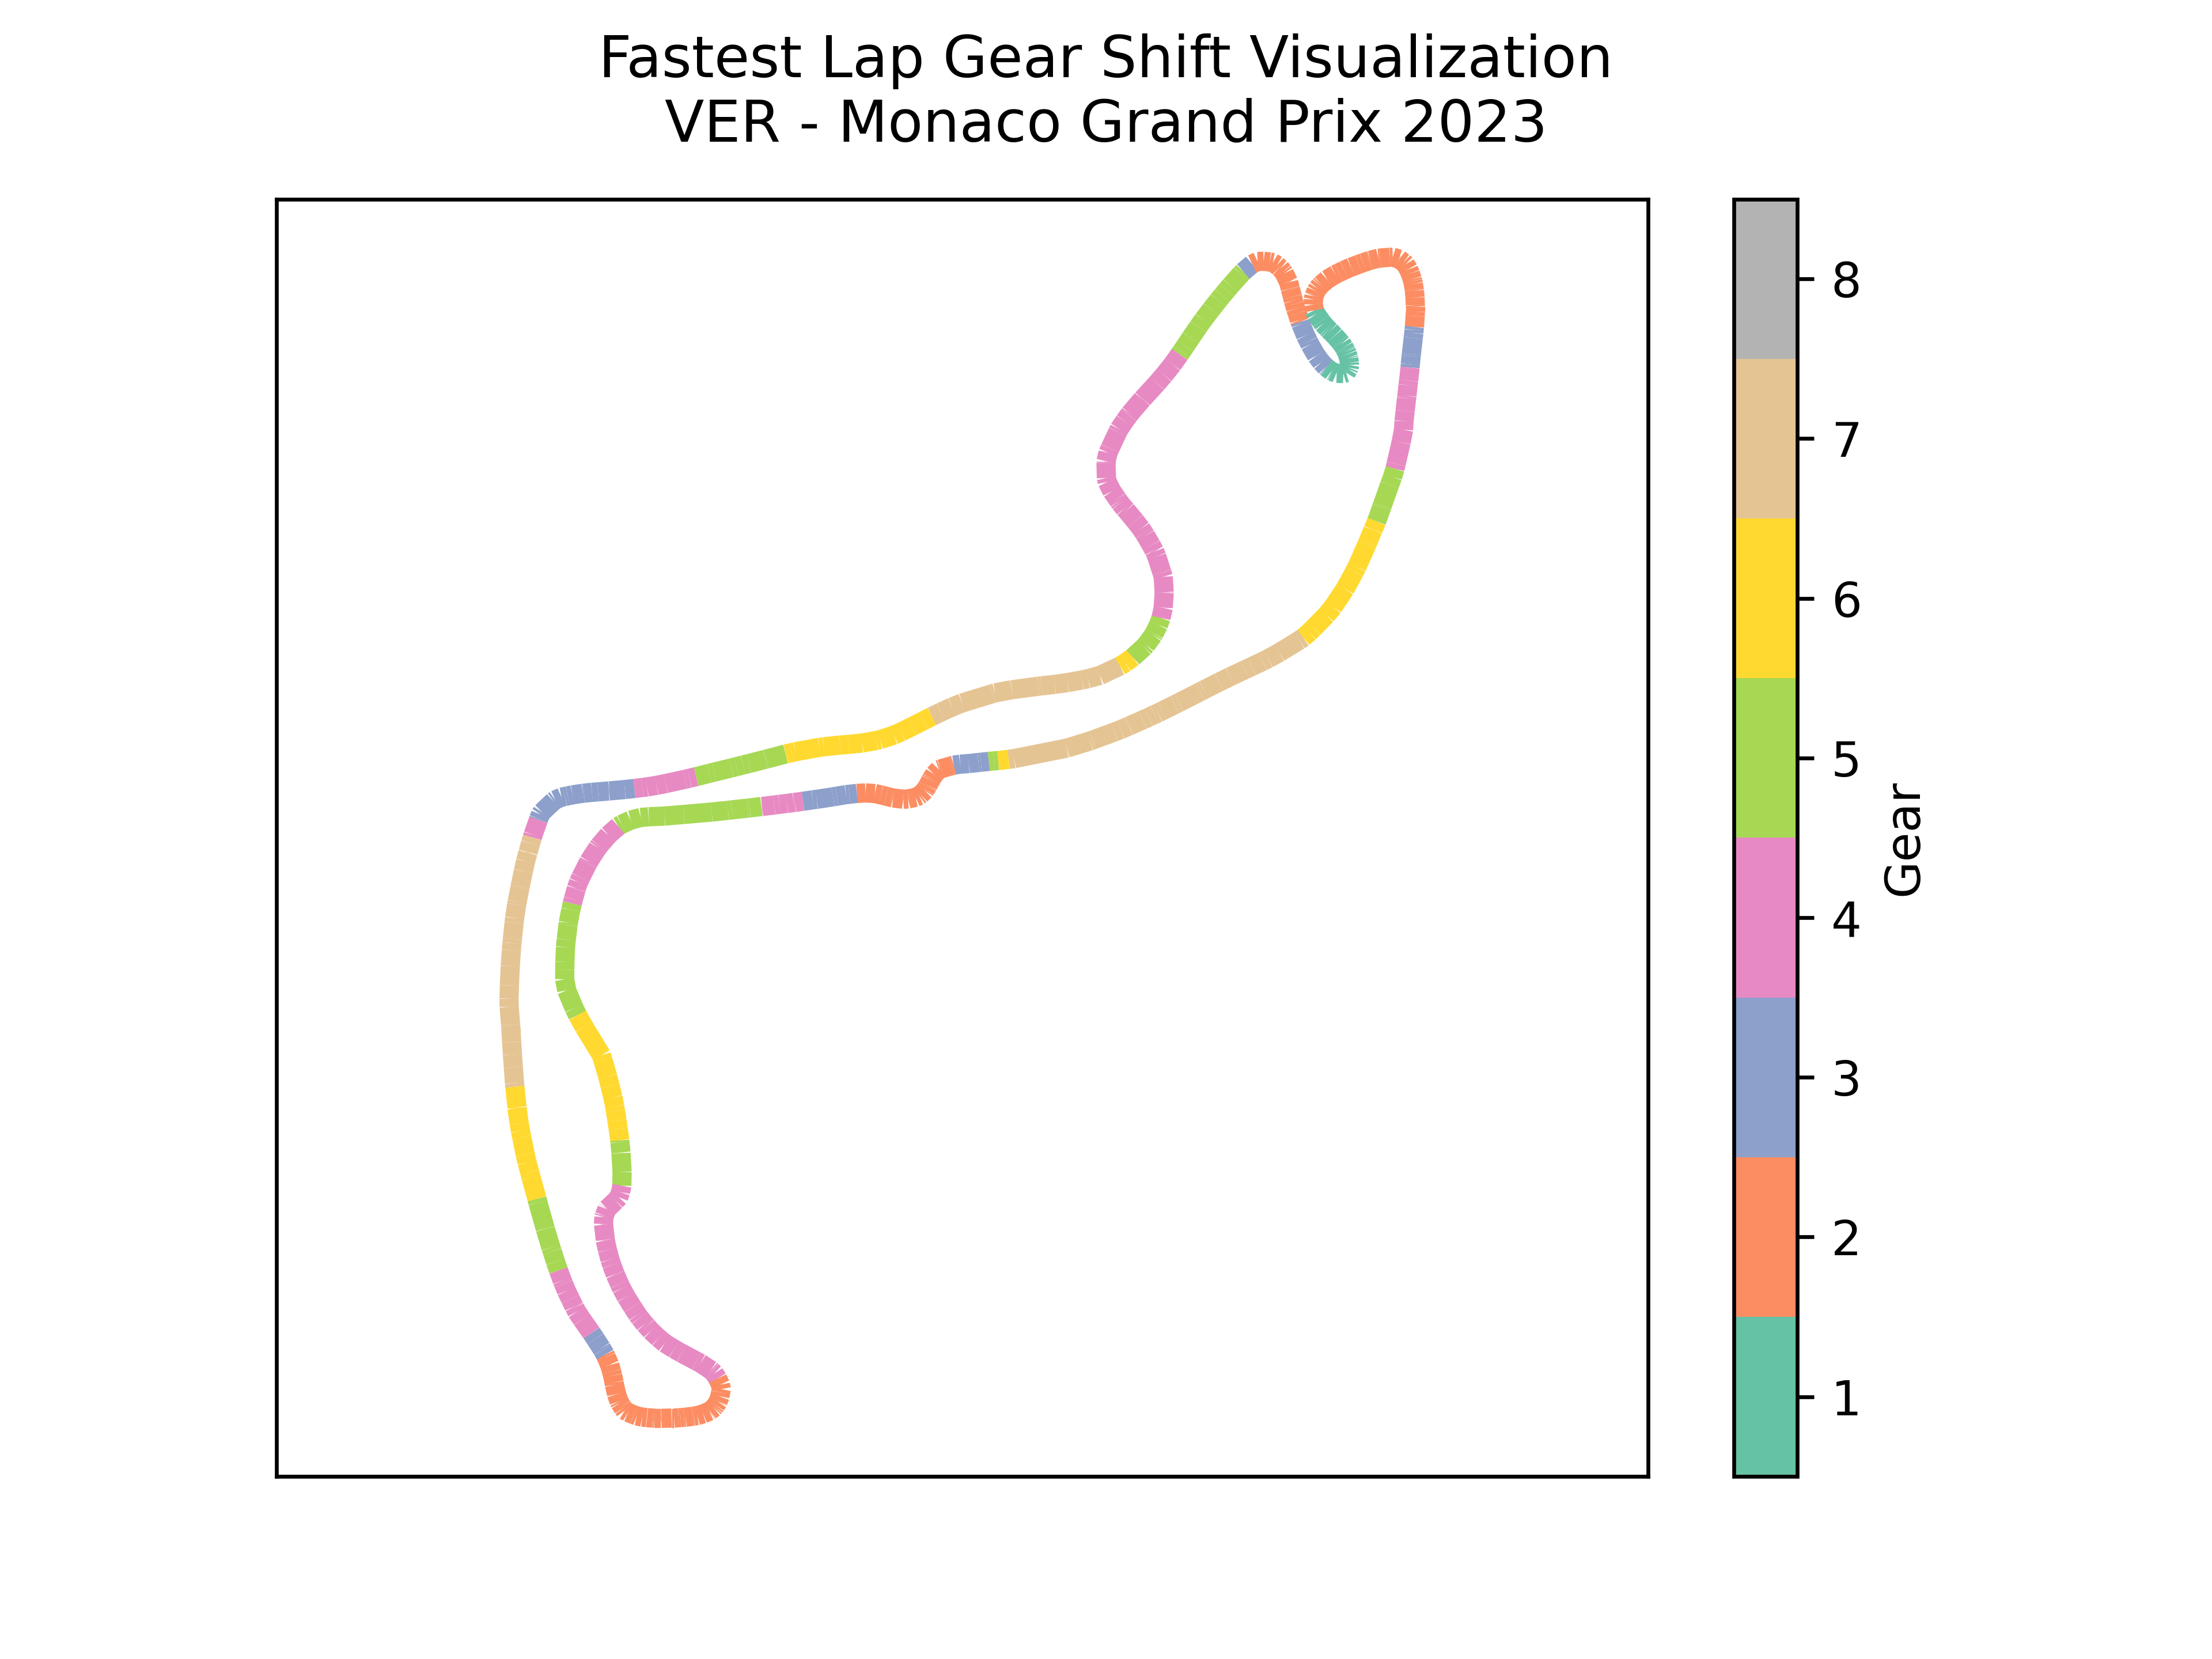 Fastest Lap Gear Shift Visualization
VER - Monaco Grand Prix 2023
8
7
6
5
4
3
2
1
Gear